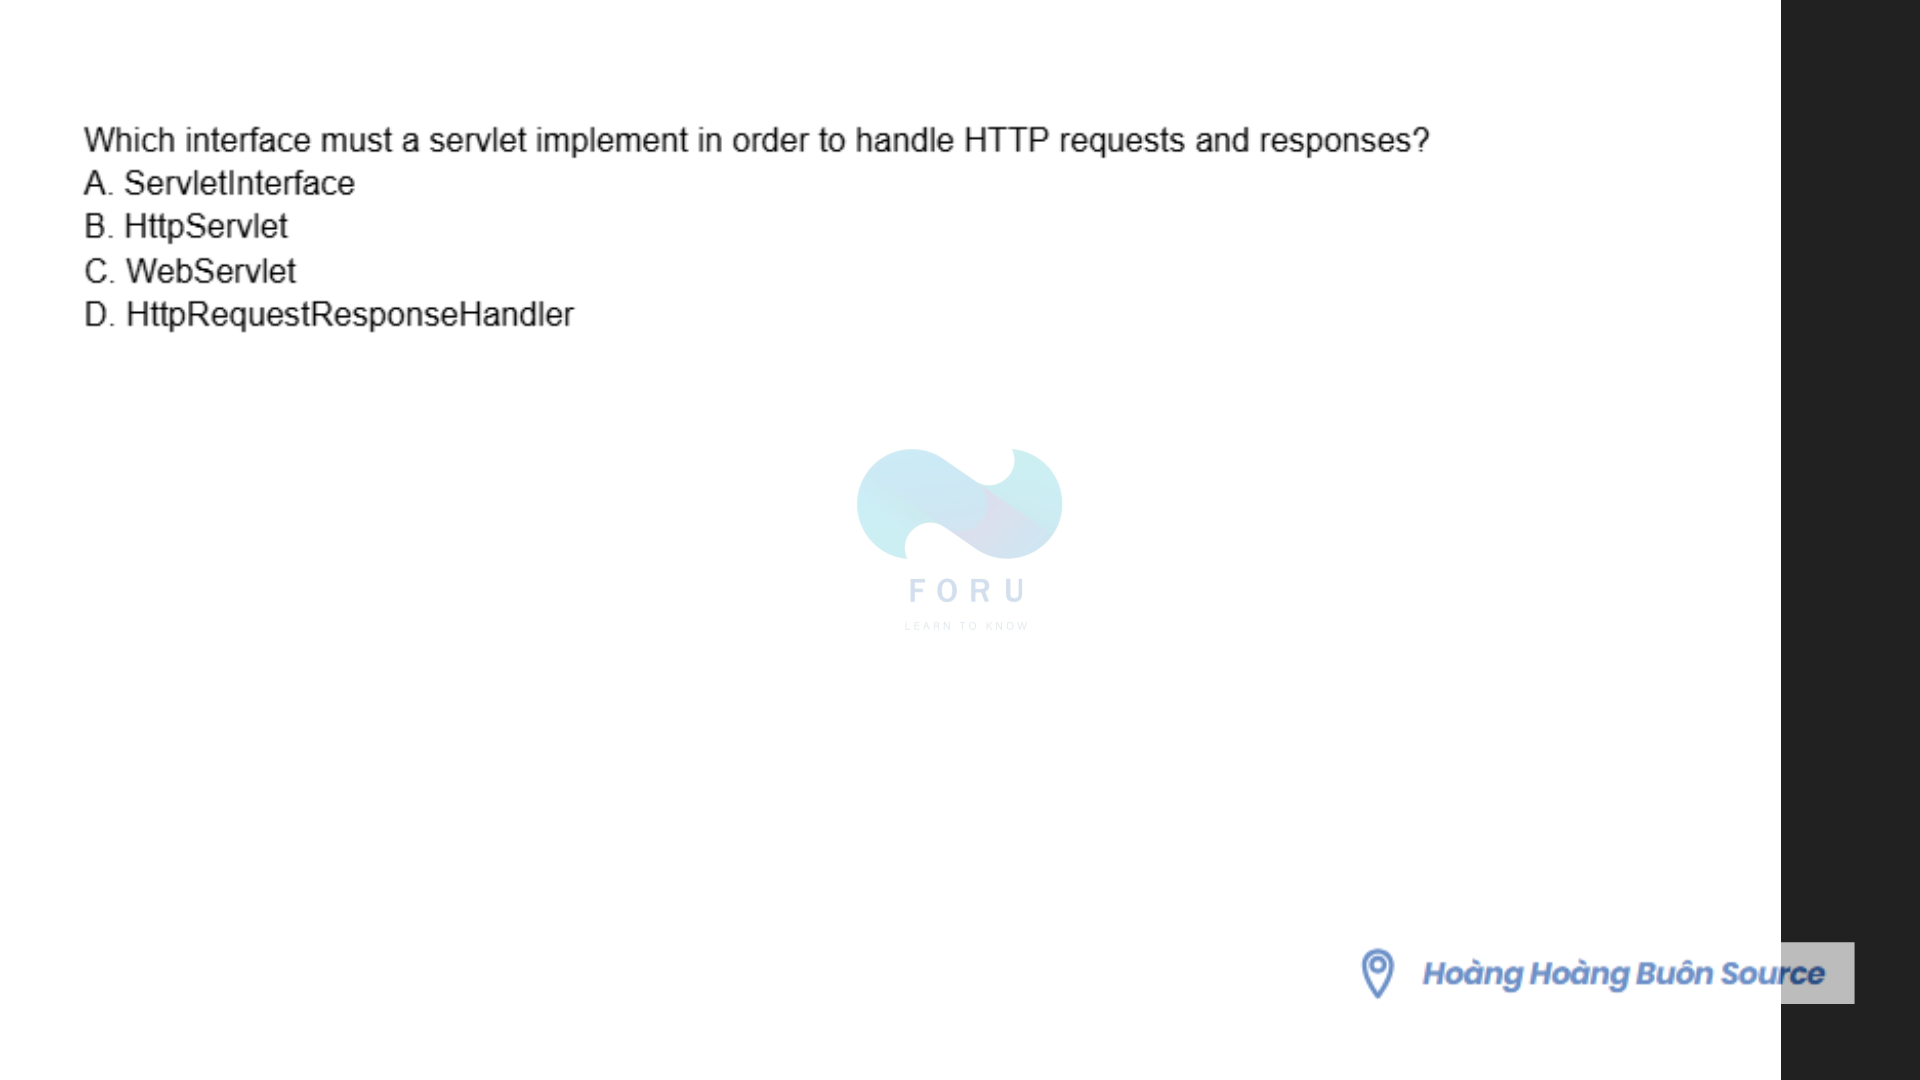 Which interface must a servlet implement in order to handle HTTP requests and responses?
A. ServletInterface
B. HttpServlet
C. WebServlet
D. HttpRequestResponseHandler
FORU
LEARN TO KNOW
Hoàng Hoàng Buôn Source